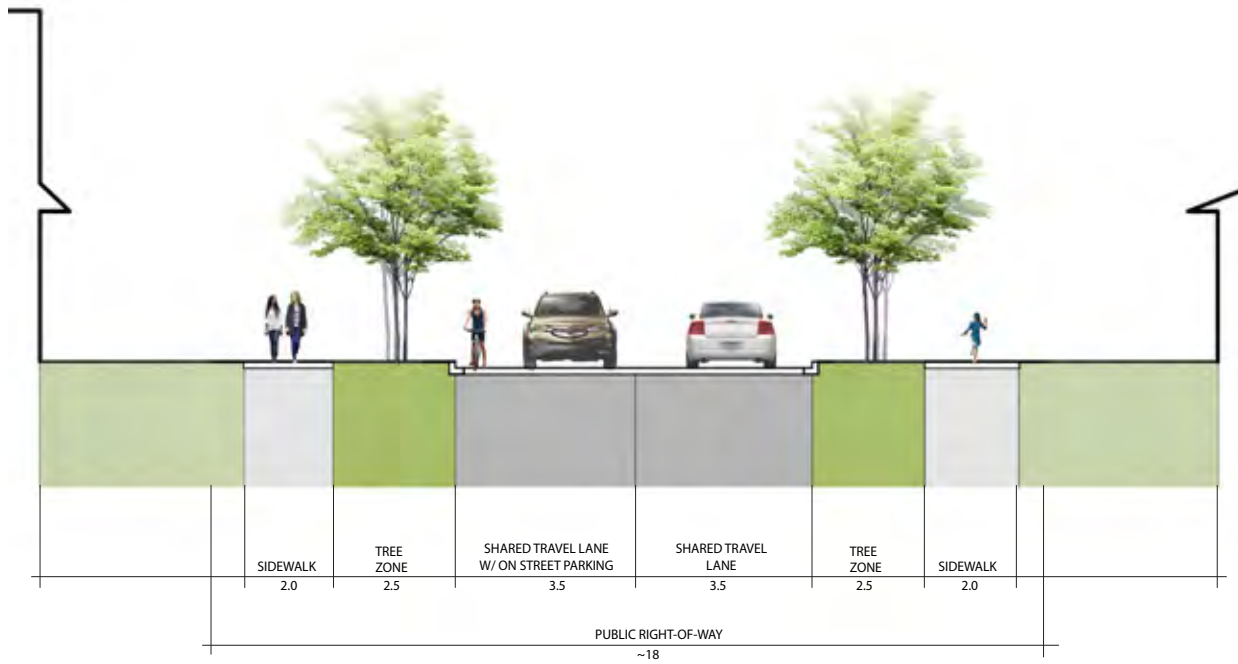 SIDEWALK
2.0
TREE
ZONE
2.5
SHARED TRAVEL LANE
W/ ON STREET PARKING
3.5
SHARED TRAVEL
LANE
3.5
TREE
ZONE
2.5
SIDEWALK
2.0
PUBLIC RIGHT-OF-WAY
~18